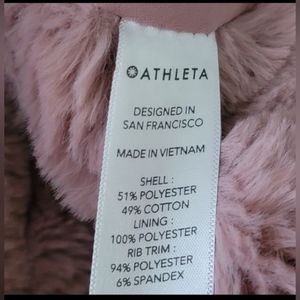 ATHLETA
DESIGNED IN
SAN FRANCISCO
MADE IN VIETNAM
SHELL :
51% POLYESTER
49% COTTON
LINING :
100% POLYESTER
RIB TRIM :
94% POLYESTER
6% SPANDEX